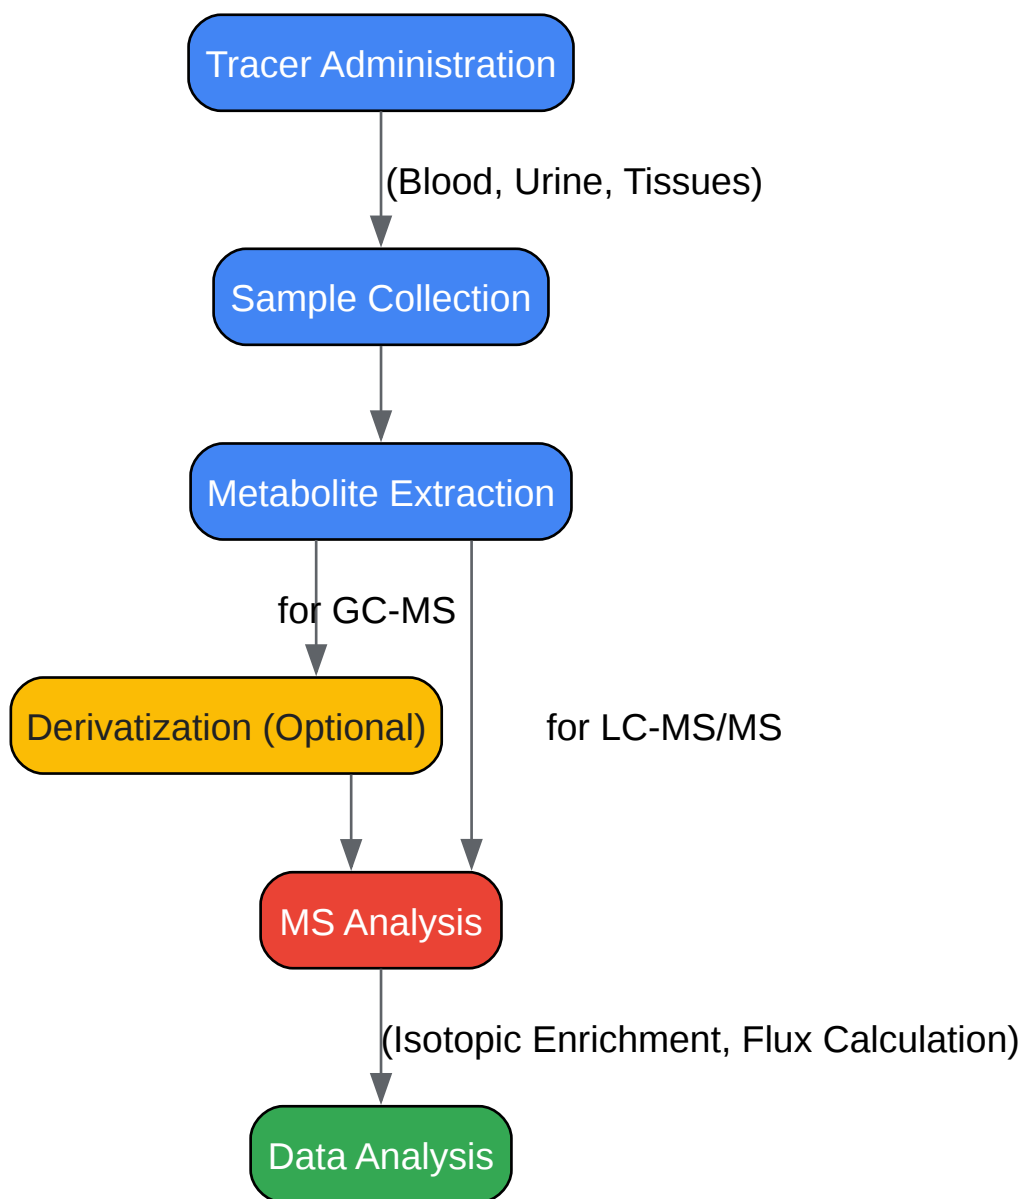 Tracer Administration
(Blood, Urine, Tissues)
Sample Collection
Metabolite Extraction
for GC-MS
Derivatization (Optional)
for LC-MS/MS
MS Analysis
(Isotopic Enrichment, Flux Calculation)
Data Analysis